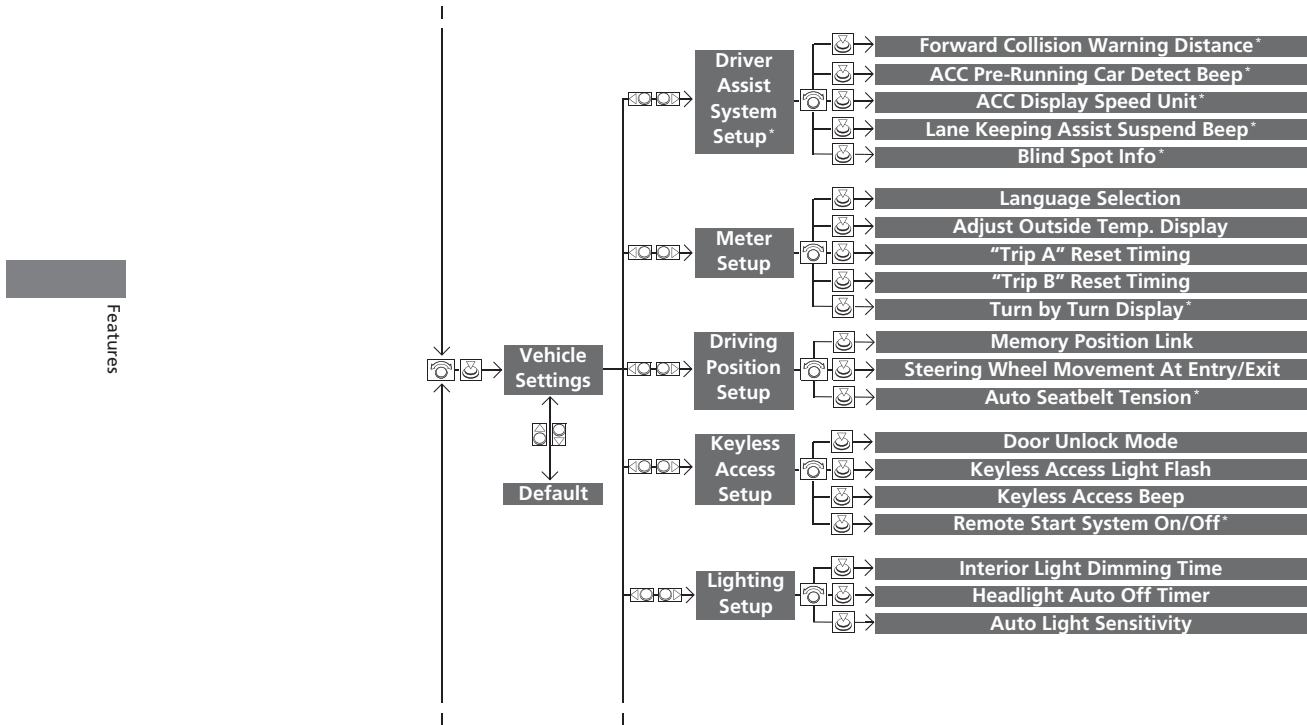 Features
Vehicle
Settings
Default
Driver
Assist
System
Setup*
Forward Collision Warning Distance*
ACC Pre-Running Car Detect Beep*
ACC Display Speed Unit*
Lane Keeping Assist Suspend Beep*
Blind Spot Info*
Meter
Setup
Language Selection
Adjust Outside Temp. Display
“Trip A” Reset Timing
“Trip B” Reset Timing
Turn by Turn Display*
Driving
Position
Setup
Memory Position Link
Steering Wheel Movement At Entry/Exit
Auto Seatbelt Tension*
Keyless
Access
Setup
Door Unlock Mode
Keyless Access Light Flash
Keyless Access Beep
Remote Start System On/Off*
Lighting
Setup
Interior Light Dimming Time
Headlight Auto Off Timer
Auto Light Sensitivity